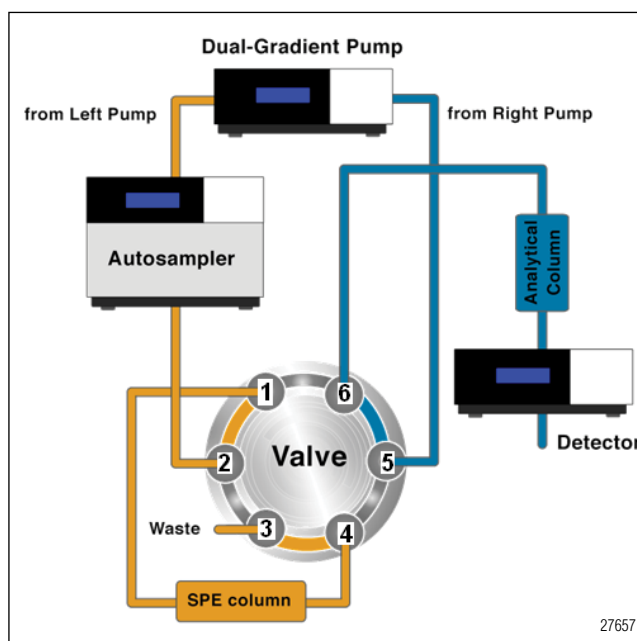 Dual-Gradient Pump
from Left Pump
from Right Pump
Autosampler
Analytical
Column
1
6
2
Valve
5
Detector
Waste
3
4
SPE column
27657